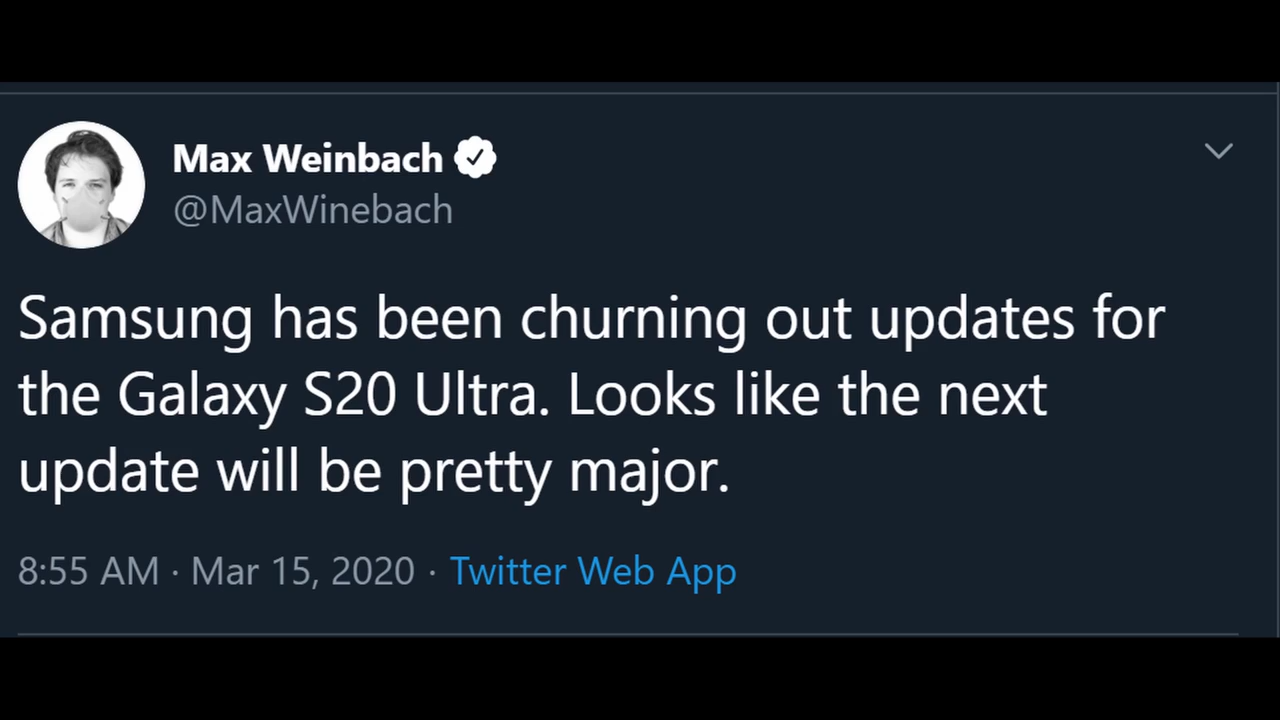 Max Weinbach
@MaxWinebach
Samsung has been churning out updates for
the Galaxy S20 Ultra. Looks like the next
update will be pretty major.
8:55 AM · Mar 15, 2020 · Twitter Web App